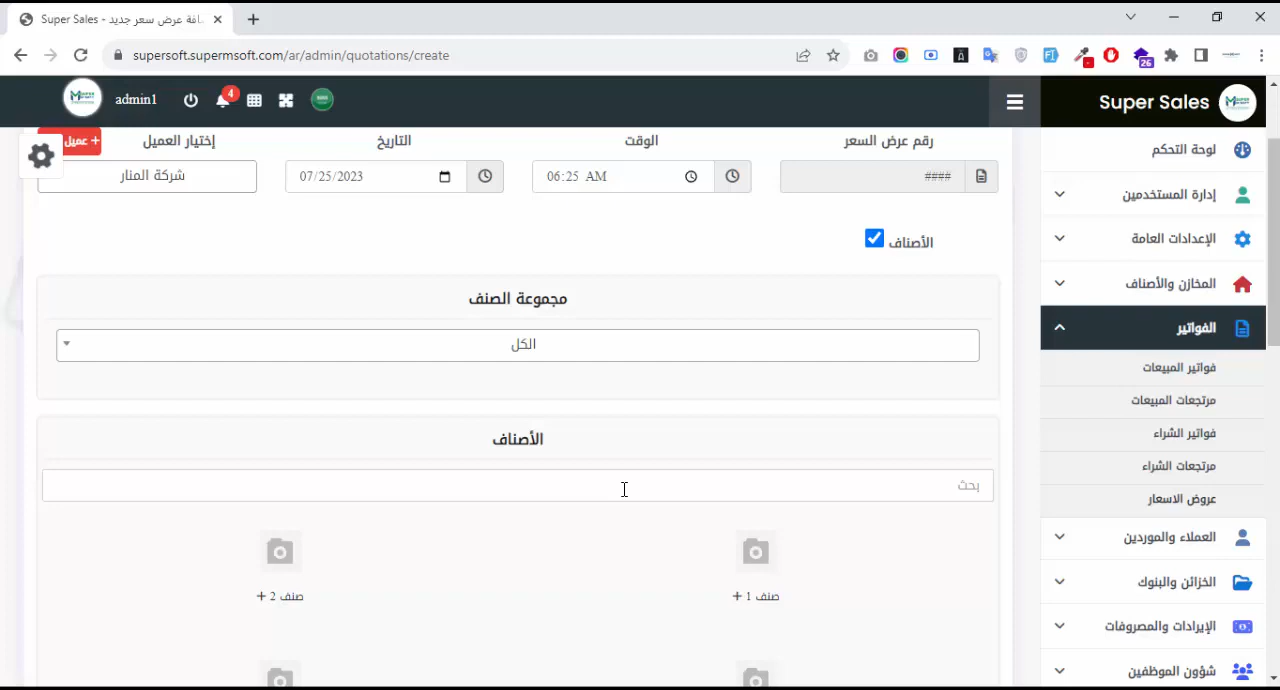 Super Sales - إضافة عرض سعر جديد
supersoft.supermsoft.com/ar/admin/quotations/create
26
Super Sales
admin1
4
لوحة التحكم
إدارة المستخدمين
الإعدادات العامة
المخازن والأصناف
الفواتير
فواتير المبيعات
مرتجعات المبيعات
فواتير الشراء
مرتجعات الشراء
عروض الاسعار
العملاء والموردين
الخزائن والبنوك
الإيرادات والمصروفات
شؤون الموظفين
رقم عرض السعر
الوقت
التاريخ
إختيار العميل
+ عميل
####
06:25 AM
07/25/2023
شركة المنار
الأصناف
مجموعة الصنف
الكل
الأصناف
بحث
صنف 1 +
صنف 2 +